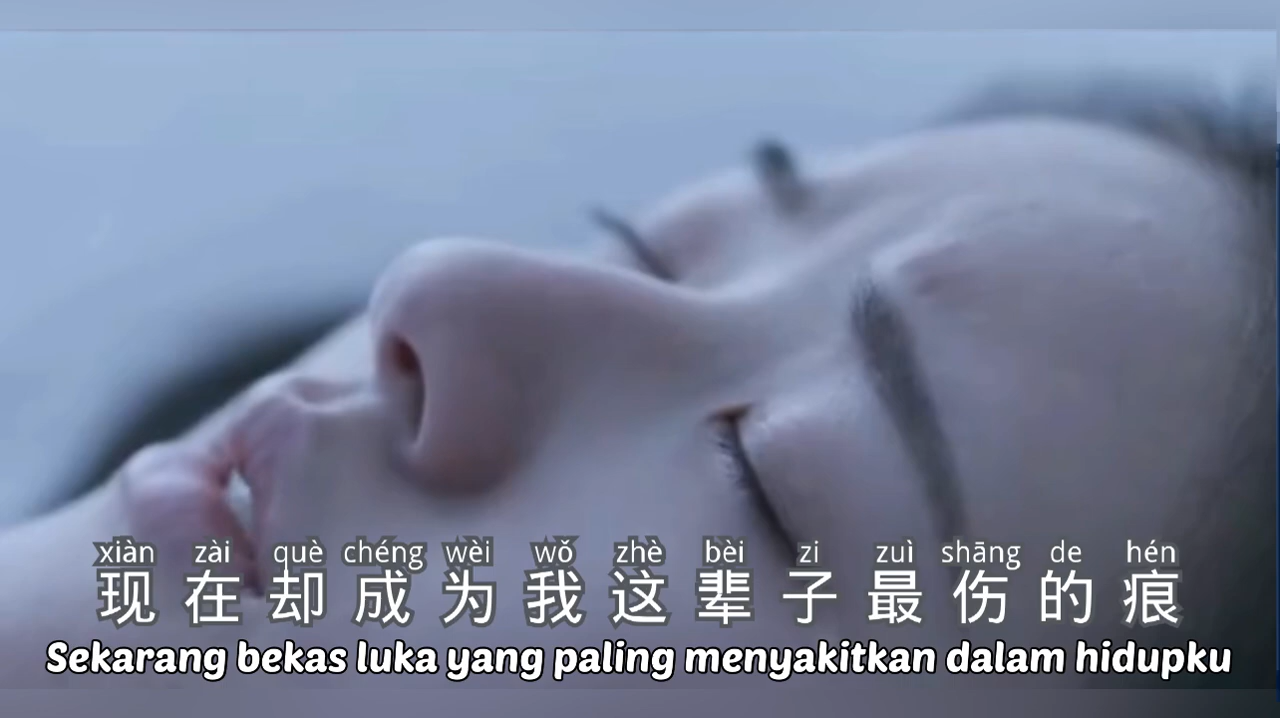 xiàn zài què chéng wèi wǒ zhè bèi zi zuì shāng de hén
现在却成为我这辈子最伤的痕
Sekarang bekas luka yang paling menyakitkan dalam hidupku